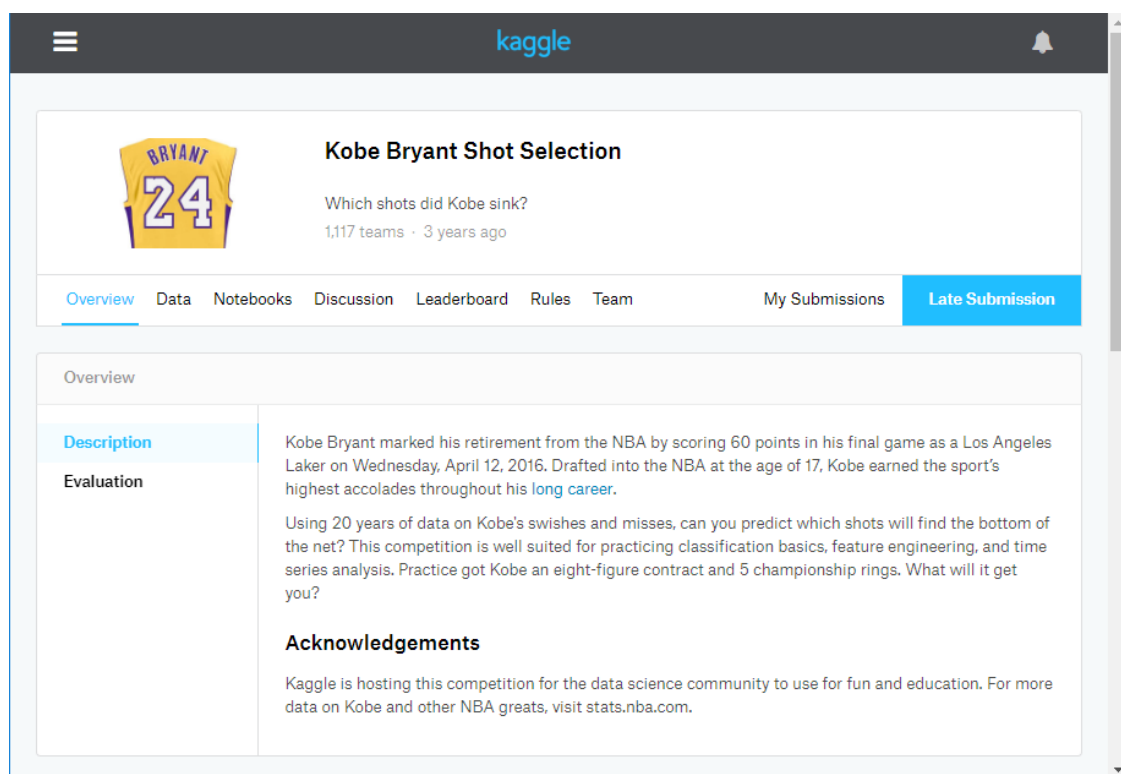 kaggle
BRYANT
24
Kobe Bryant Shot Selection
Which shots did Kobe sink?
1,117 teams · 3 years ago
Overview Data Notebooks Discussion Leaderboard Rules Team My Submissions Late Submission
Overview
Description
Evaluation
Kobe Bryant marked his retirement from the NBA by scoring 60 points in his final game as a Los Angeles
Laker on Wednesday, April 12, 2016. Drafted into the NBA at the age of 17, Kobe earned the sport's
highest accolades throughout his long career.
Using 20 years of data on Kobe's swishes and misses, can you predict which shots will find the bottom of
the net? This competition is well suited for practicing classification basics, feature engineering, and time
series analysis. Practice got Kobe an eight-figure contract and 5 championship rings. What will it get
you?
Acknowledgements
Kaggle is hosting this competition for the data science community to use for fun and education. For more
data on Kobe and other NBA greats, visit stats.nba.com.